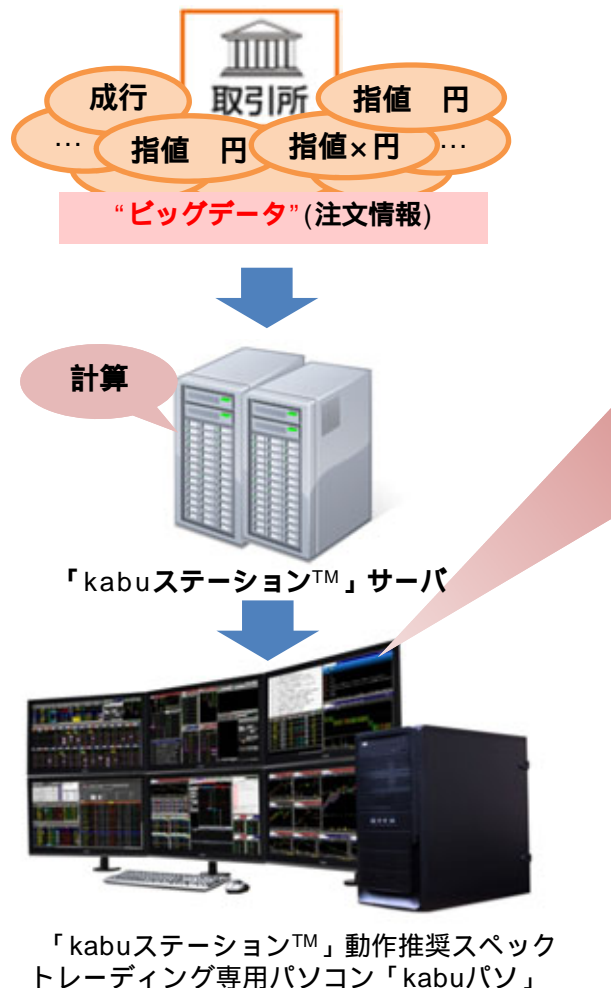 取引所
成行
指値 円
…
指値 円
指値×円
…
“ビッグデータ”(注文情報)
計算
「kabuステーション™」サーバ
「kabuステーション™」動作推奨スペック
トレーディング専用パソコン「kabuパソ」